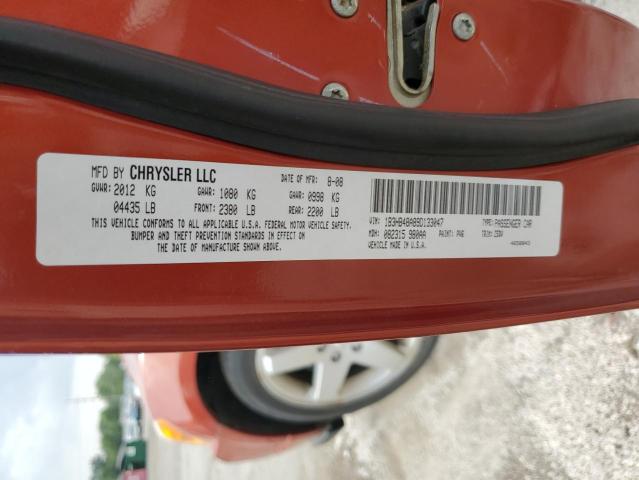 MFD BY CHRYSLER LLC DATE OF MFR: 8-08
GVWR: 2012 KG GAWR: 1080 KG GAWR: 0998 KG
04435 LB FRONT: 2380 LB REAR: 2200 LB
THIS VEHICLE CONFORMS TO ALL APPLICABLE U.S.A. FEDERAL MOTOR VEHICLE SAFETY,
BUMPER AND THEFT PREVENTION STANDARDS IN EFFECT ON
THE DATE OF MANUFACTURE SHOWN ABOVE.
VIN: 1B3HB48A89D133047 TYPE: PASSENGER CAR
MDH: 082315 980AA PAINT: TRIM:
VEHICLE MADE IN U.S.A.